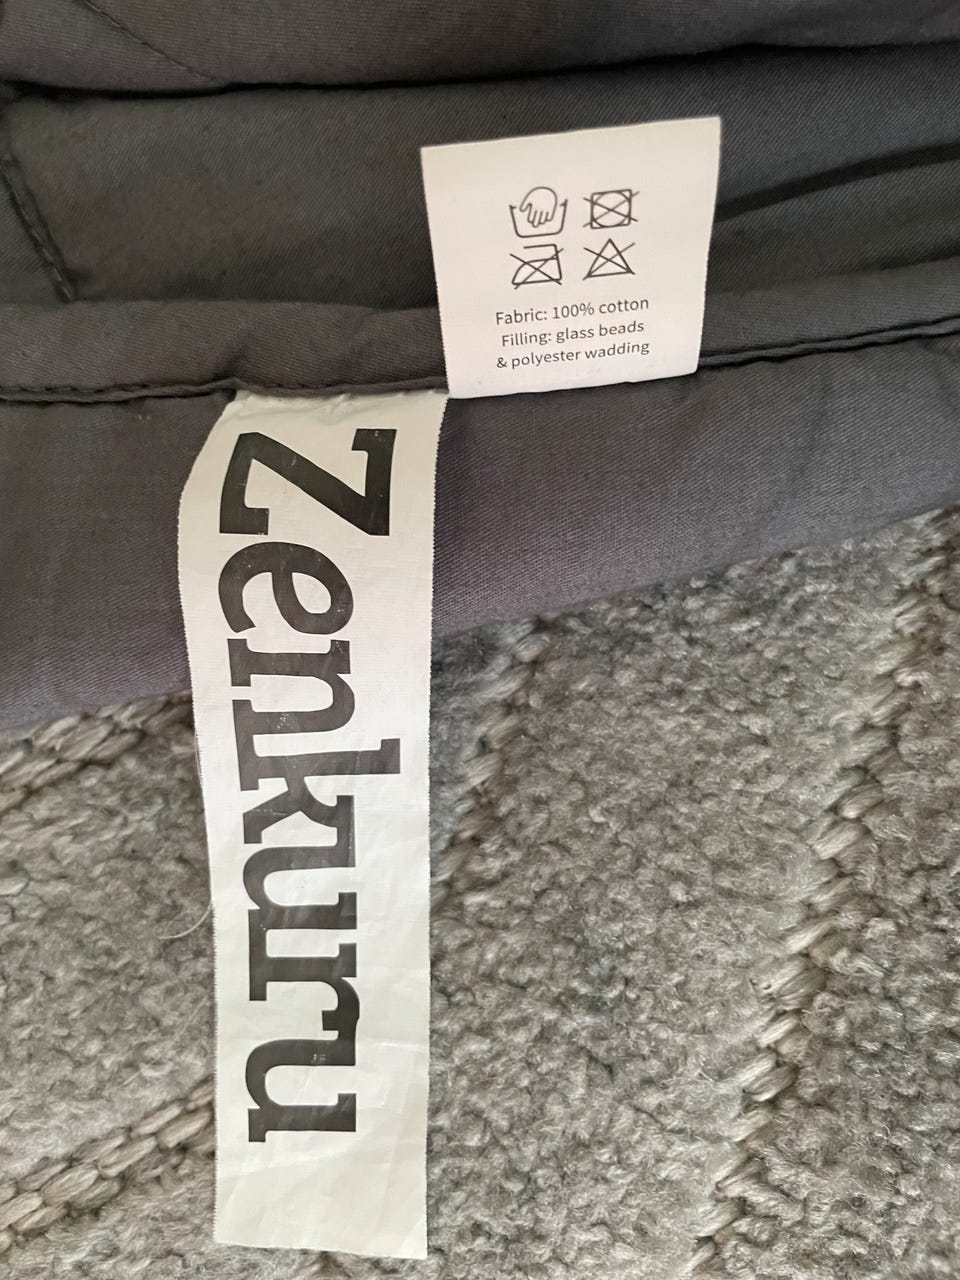 Fabric: 100% cotton
Filling: glass beads
& polyester wadding
Zenkuru